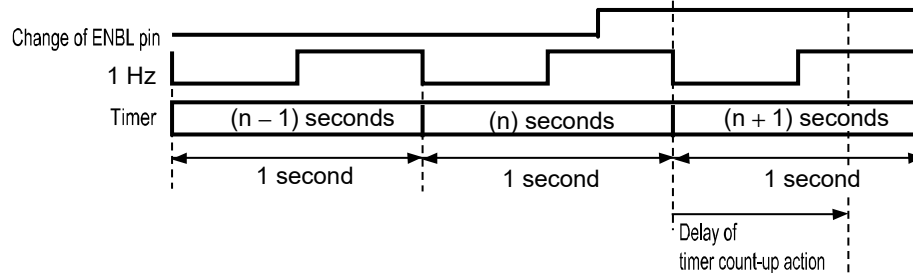 Change of ENBL pin
1 Hz
Timer
(n − 1) seconds
(n) seconds
(n + 1) seconds
1 second
1 second
1 second
Delay of
timer count-up action